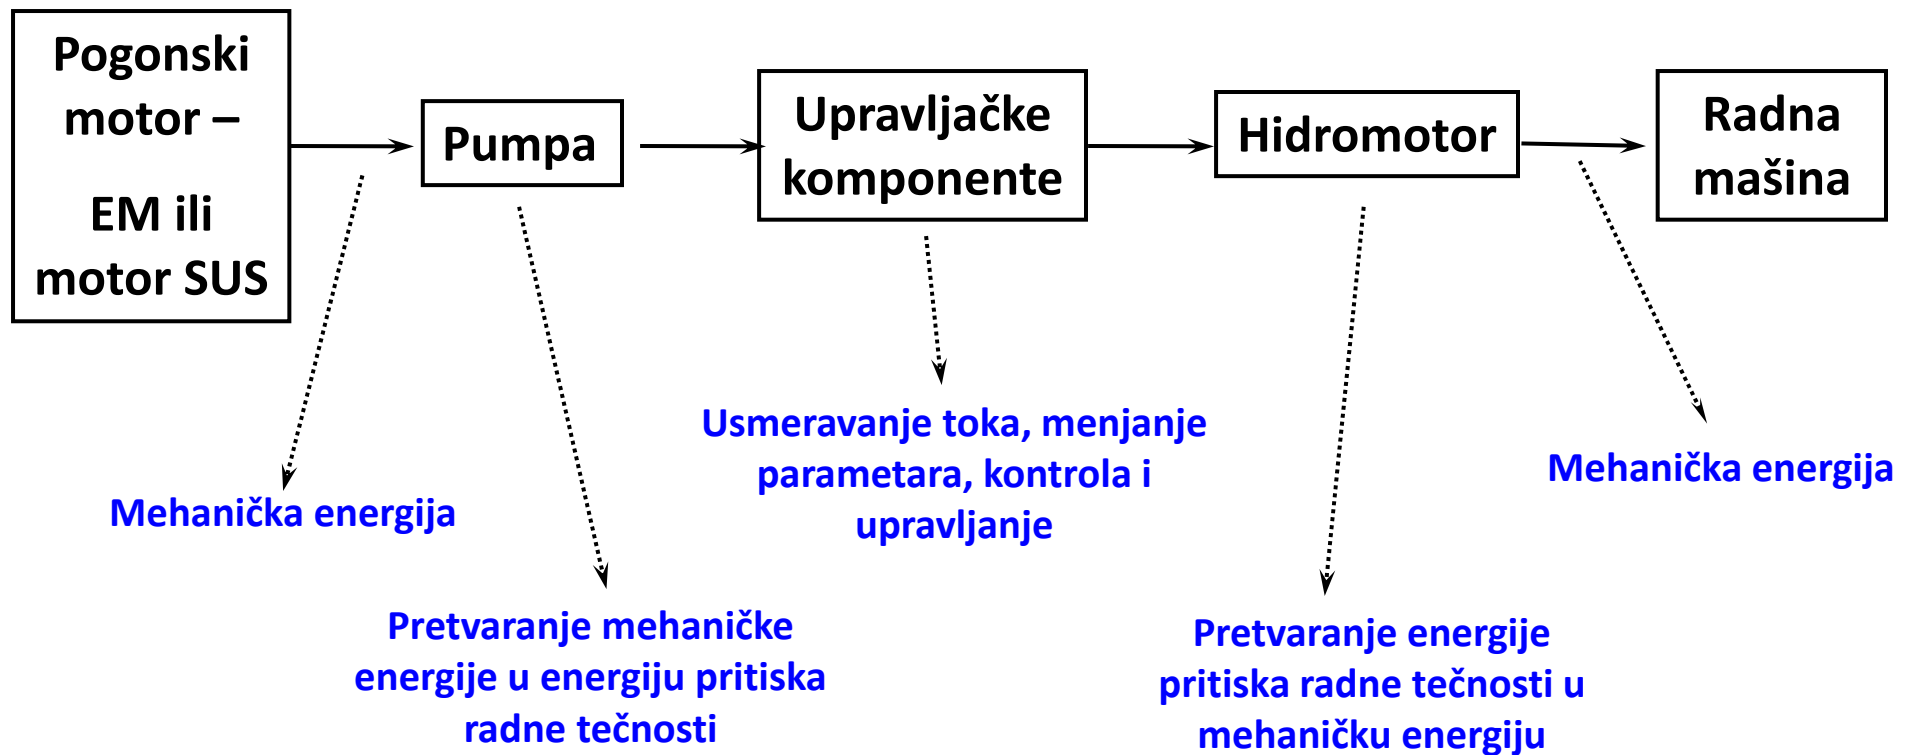 Pogonski
motor –
EM ili
motor SUS
Pumpa
Upravljačke
komponente
Hidromotor
Radna
mašina
Mehanička energija
Pretvaranje mehaničke
energije u energiju pritiska
radne tečnosti
Usmeravanje toka, menjanje
parametara, kontrola i
upravljanje
Pretvaranje energije
pritiska radne tečnosti u
mehaničku energiju
Mehanička energija